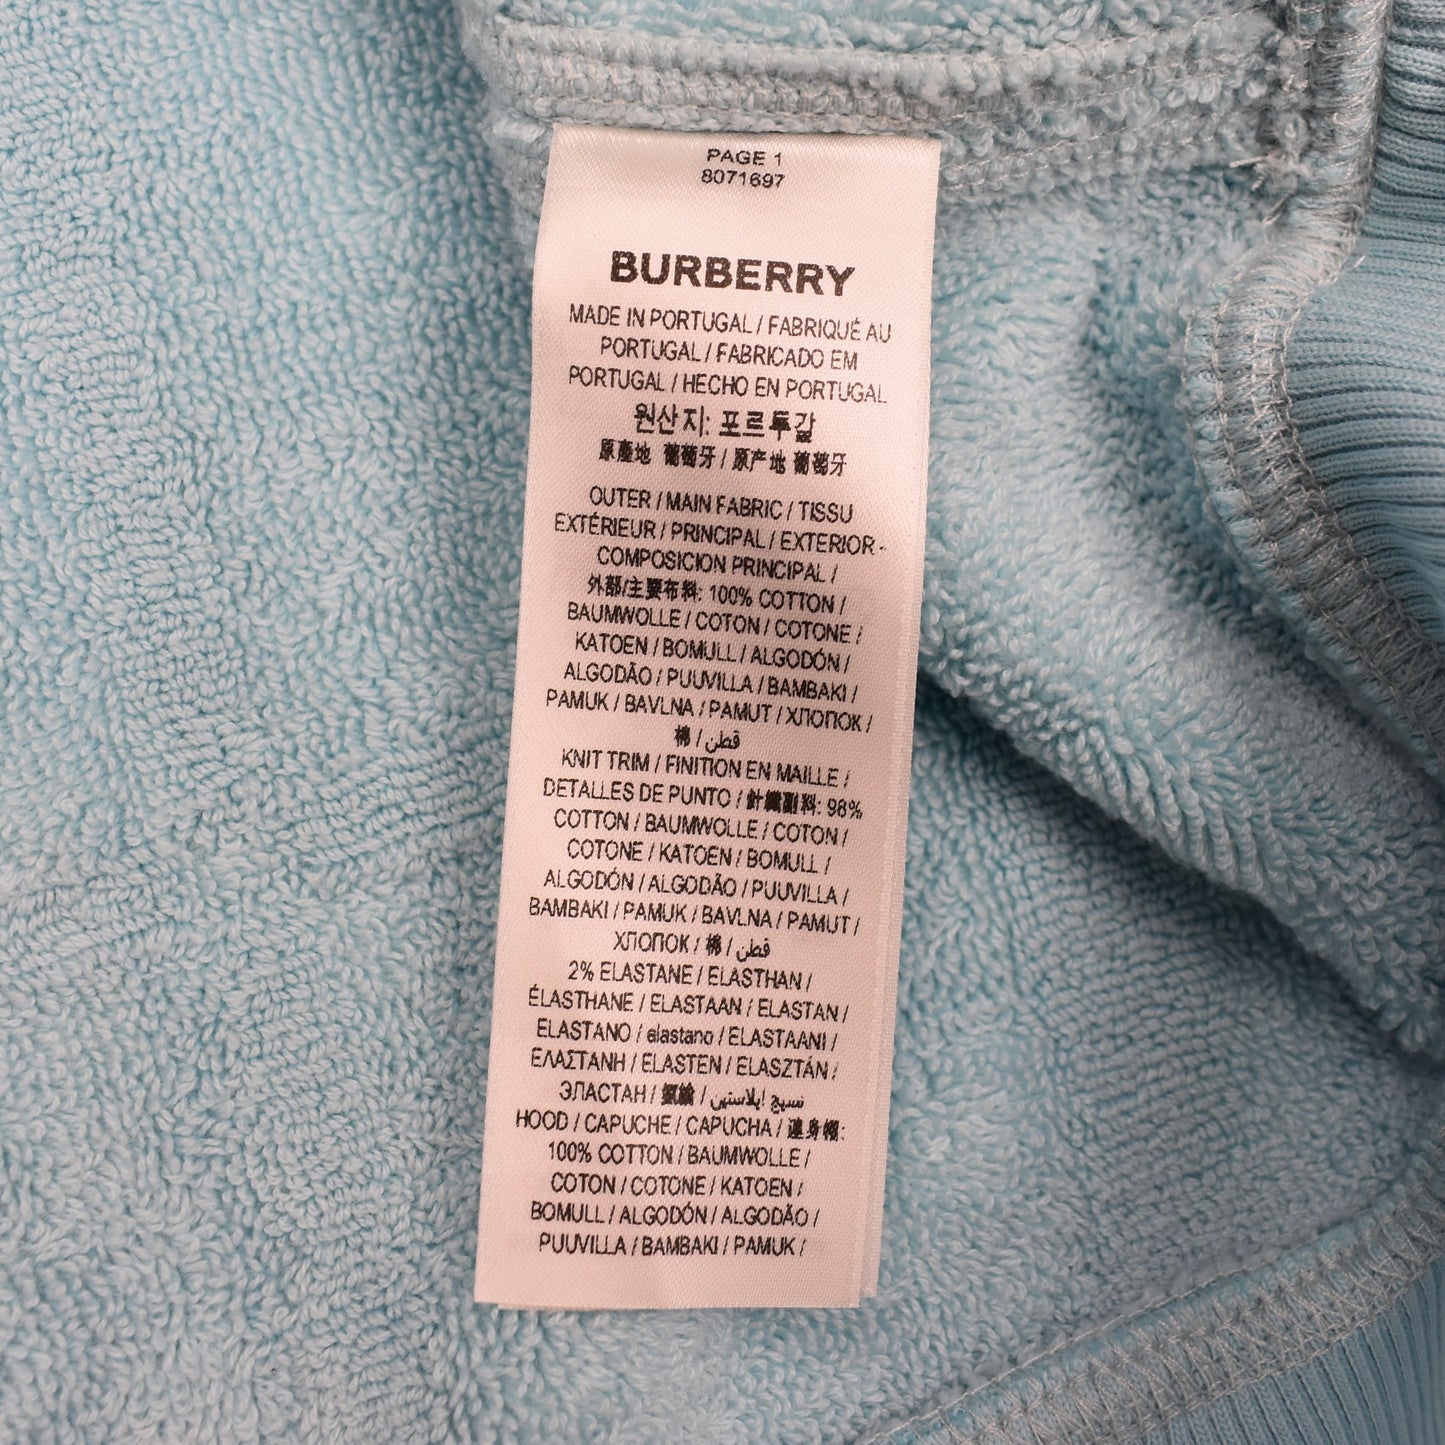 PAGE 1
8071697
BURBERRY
MADE IN PORTUGAL / FABRIQUÉ AU
PORTUGAL / FABRICADO EM
PORTUGAL / HECHO EN PORTUGAL
원산지: 포르투갈
原產地 葡萄牙 / 原产地 葡萄牙
OUTER / MAIN FABRIC / TISSU
EXTÉRIEUR / PRINCIPAL / EXTERIOR -
COMPOSICION PRINCIPAL /
外部/主要布料: 100% COTTON /
BAUMWOLLE / COTON / COTONE /
KATOEN / BOMULL / ALGODÓN /
ALGODÃO / PUUVILLA / BAMBAKI /
PAMUK / BAVLNA / PAMUT / ХЛОПОК /
棉 / قطن
KNIT TRIM / FINITION EN MAILLE /
DETALLES DE PUNTO / 針織副料: 98%
COTTON / BAUMWOLLE / COTON /
COTONE / KATOEN / BOMULL /
ALGODÓN / ALGODÃO / PUUVILLA /
BAMBAKI / PAMUK / BAVLNA / PAMUT /
ХЛОПОК / 棉 / قطن
2% ELASTANE / ELASTHAN /
ÉLASTHANE / ELASTAAN / ELASTAN /
ELASTANO / elastano / ELASTAANI /
ΕΛΑΣΤΑΝΗ / ELASTEN / ELASZTÁN /
ЭЛАСТАН / / نسيج إيلاستين /
HOOD / CAPUCHE / CAPUCHA / 連身帽:
100% COTTON / BAUMWOLLE /
COTON / COTONE / KATOEN /
BOMULL / ALGODÓN / ALGODÃO /
PUUVILLA / BAMBAKI / PAMUK /